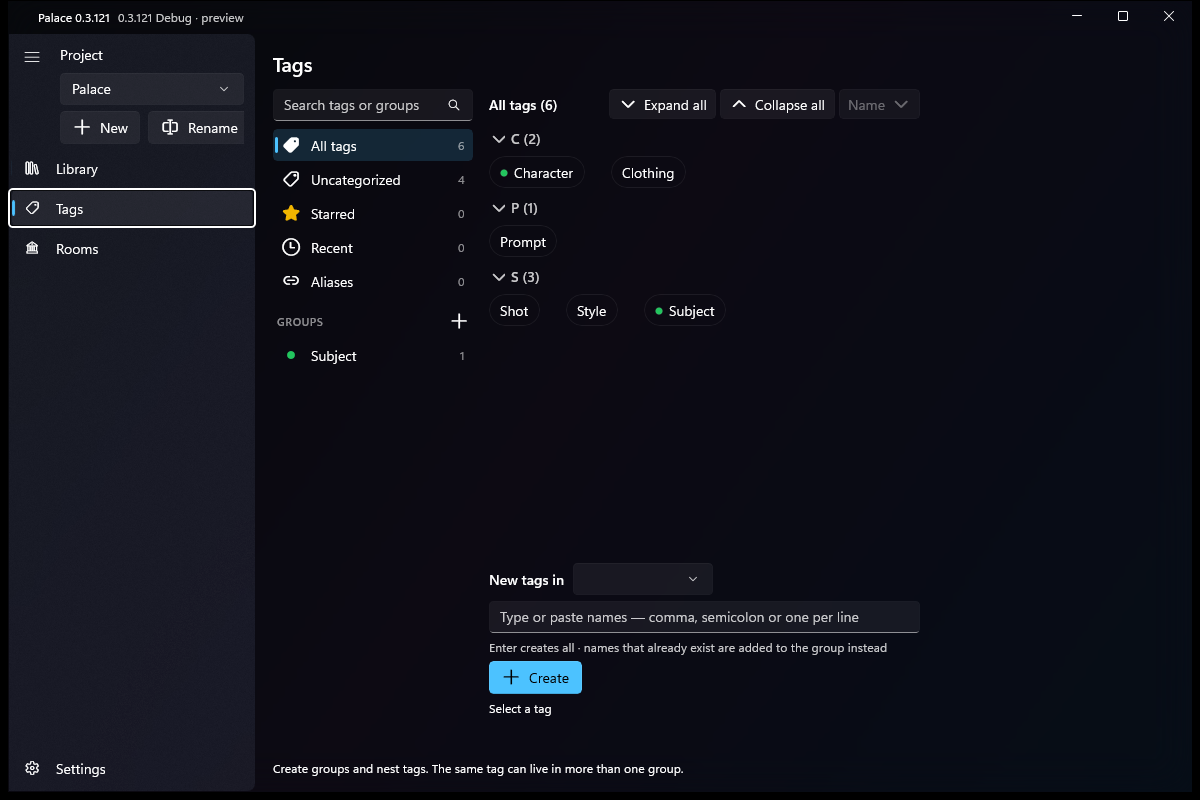 Palace 0.3.121 0.3.121 Debug · preview
Project
Palace
New
Rename
Library
Tags
Rooms
Settings
Tags
Search tags or groups
All tags 6
Uncategorized 4
Starred 0
Recent 0
Aliases 0
GROUPS
Subject 1
All tags (6)
Expand all
Collapse all
Name
C (2)
Character
Clothing
P (1)
Prompt
S (3)
Shot
Style
Subject
New tags in
Type or paste names — comma, semicolon or one per line
Enter creates all · names that already exist are added to the group instead
Create
Select a tag
Create groups and nest tags. The same tag can live in more than one group.